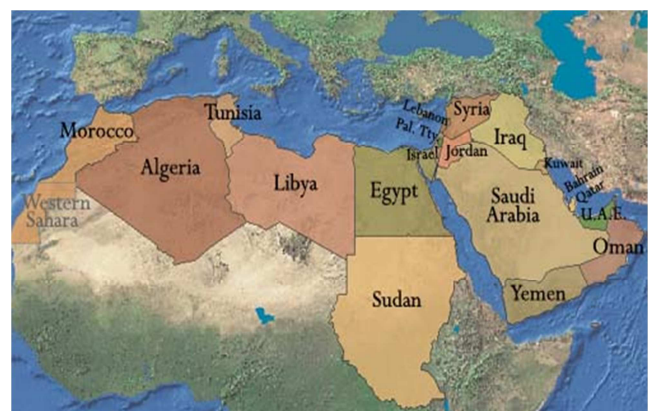 Morocco
Western
Sahara
Algeria
Tunisia
Libya
Egypt
Sudan
Lebanon
Pal. Tty.
Israel
Syria
Jordan
Iraq
Kuwait
Bahrain
Qatar
Saudi
Arabia
U.A.E.
Oman
Yemen